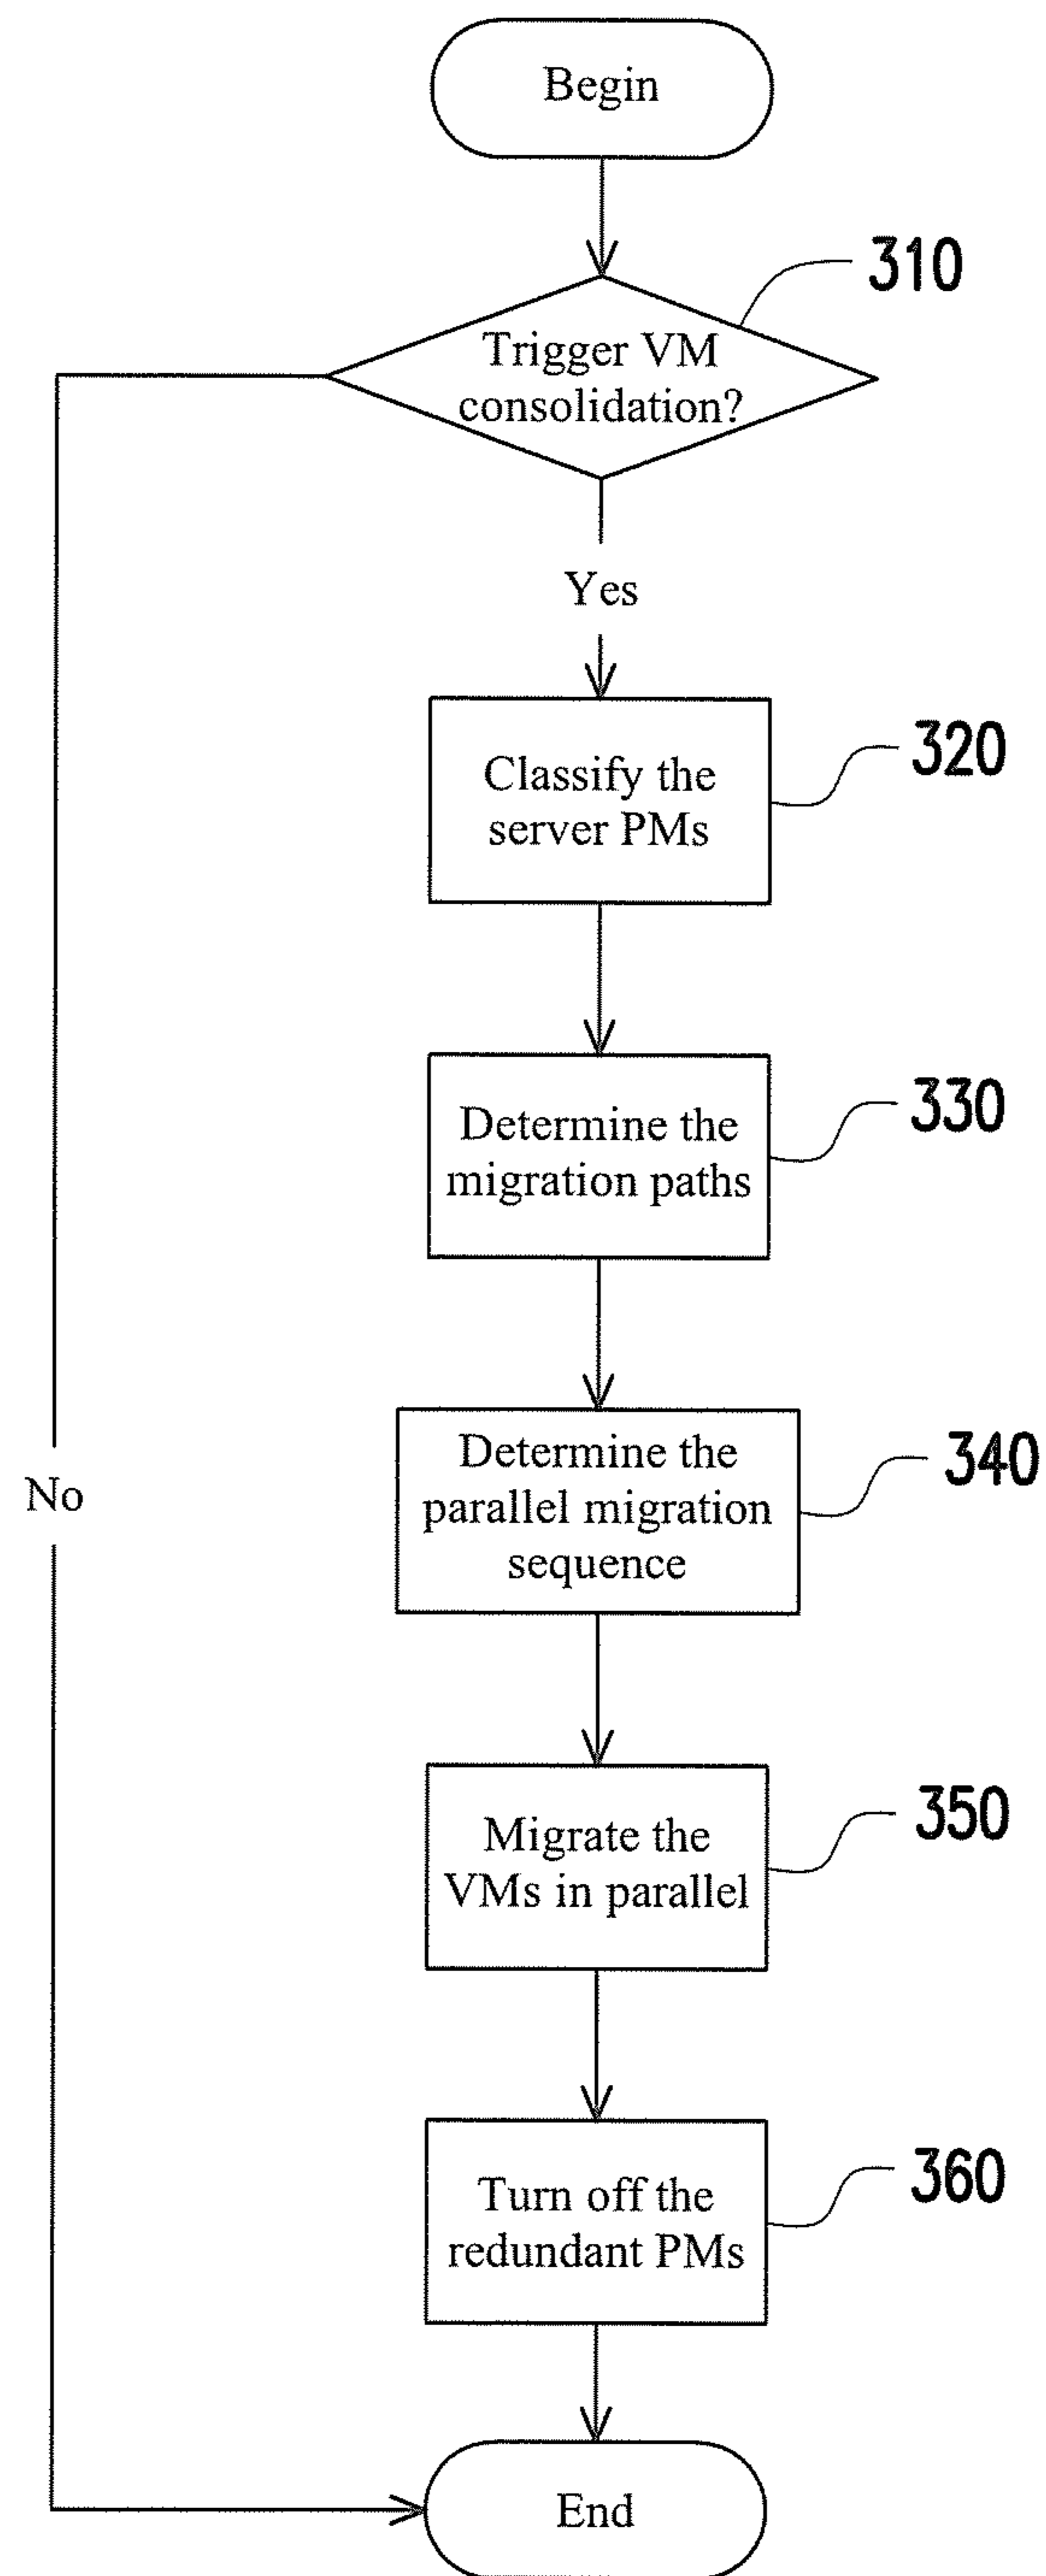 Begin
310
Trigger VM
consolidation?
Yes
320
Classify the
server PMs
330
Determine the
migration paths
340
Determine the
parallel migration
sequence
No
350
Migrate the
VMs in parallel
360
Turn off the
redundant PMs
End